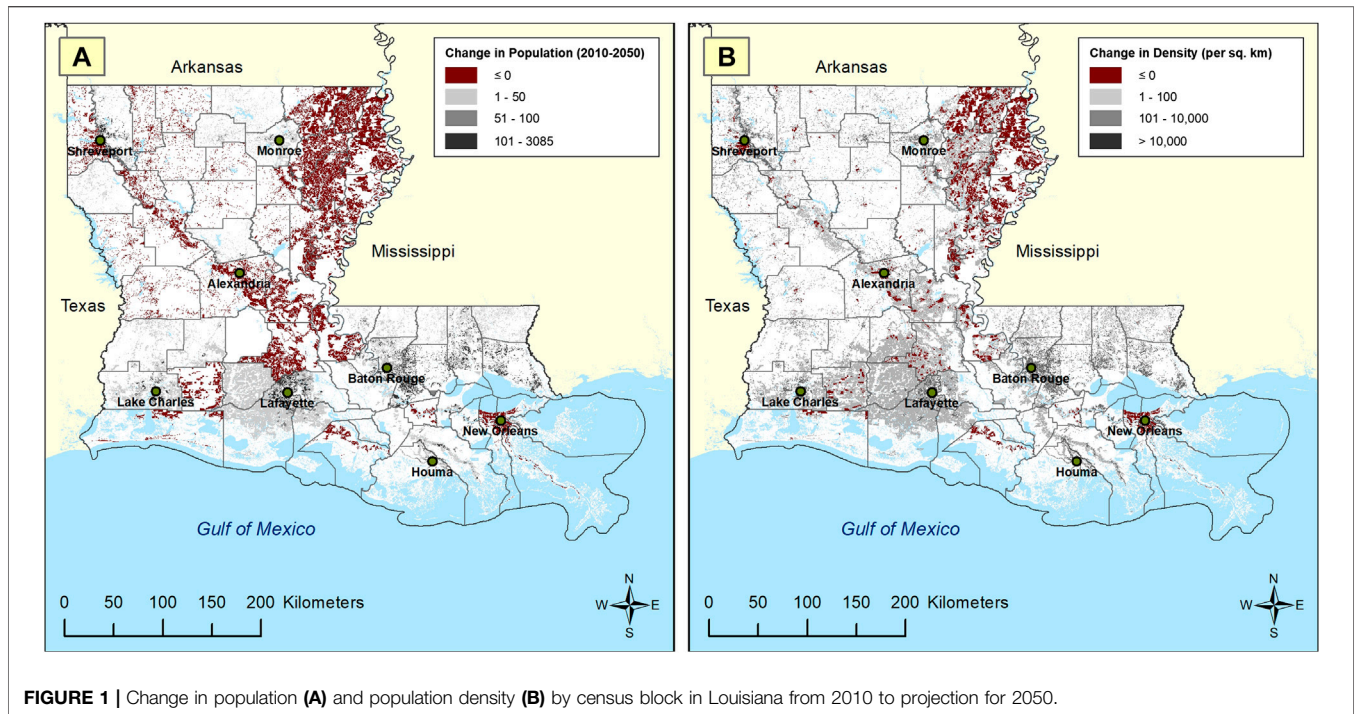 A
Arkansas
Change in Population (2010-2050)
≤ 0
1 - 50
51 - 100
101 - 3085
Shreveport
Monroe
Mississippi
Alexandria
Texas
Baton Rouge
Lake Charles
Lafayette
New Orleans
Houma
Gulf of Mexico
0 50 100 150 200 Kilometers
N
W E
S
B
Arkansas
Change in Density (per sq. km)
≤ 0
1 - 100
101 - 10,000
> 10,000
Shreveport
Monroe
Mississippi
Alexandria
Texas
Baton Rouge
Lake Charles
Lafayette
New Orleans
Houma
Gulf of Mexico
0 50 100 150 200 Kilometers
N
W E
S
FIGURE 1 | Change in population (A) and population density (B) by census block in Louisiana from 2010 to projection for 2050.